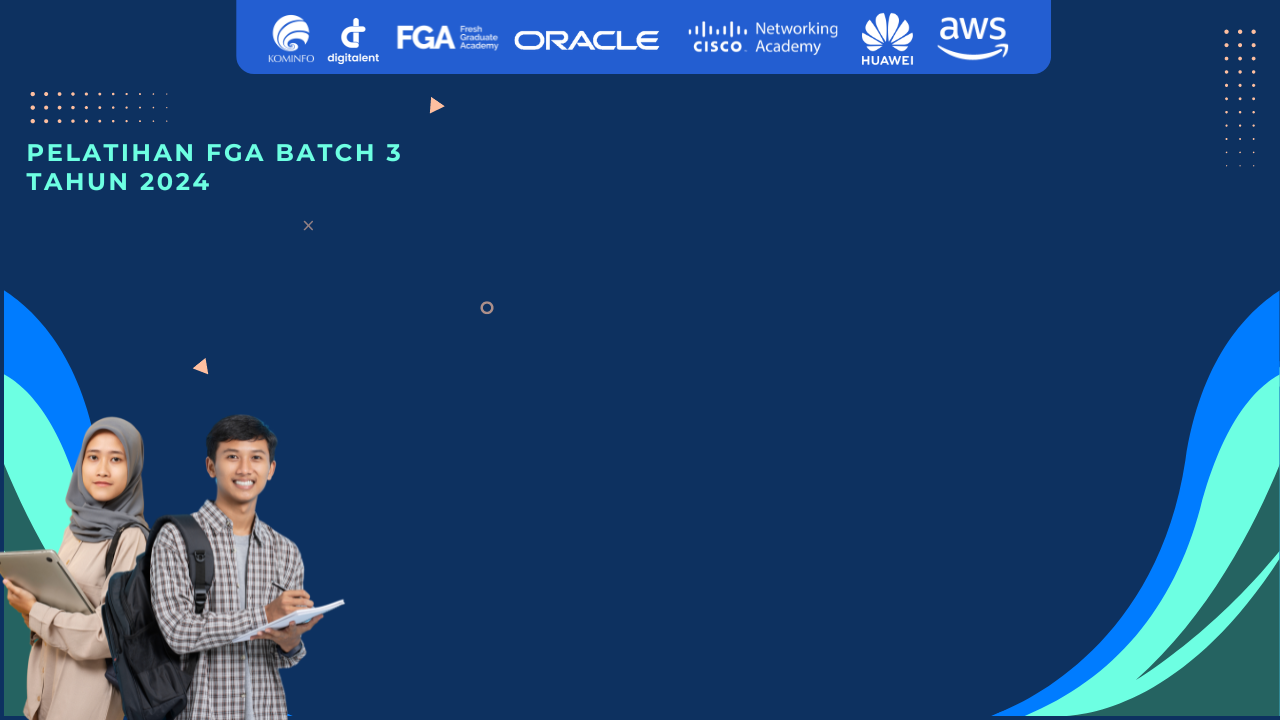 KOMINFO
digitalent
FGA Fresh
Graduate
Academy
ORACLE
CISCO Networking
Academy
HUAWEI
aws
PELATIHAN FGA BATCH 3
TAHUN 2024